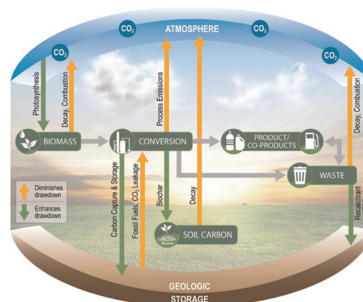 CO₂
CO₂
ATMOSPHERE
CO₂
CO₂
Photosynthesis
Decay, Combustion
Process Emissions
Decay, Combustion
BIOMASS
CONVERSION
PRODUCT/
CO-PRODUCTS
WASTE
Diminishes
drawdown
Enhances
drawdown
Carbon Capture & Storage
Fossil Fuels; CO₂ Leakage
Biochar
Decay
Recalcitrant
SOIL CARBON
GEOLOGIC
STORAGE